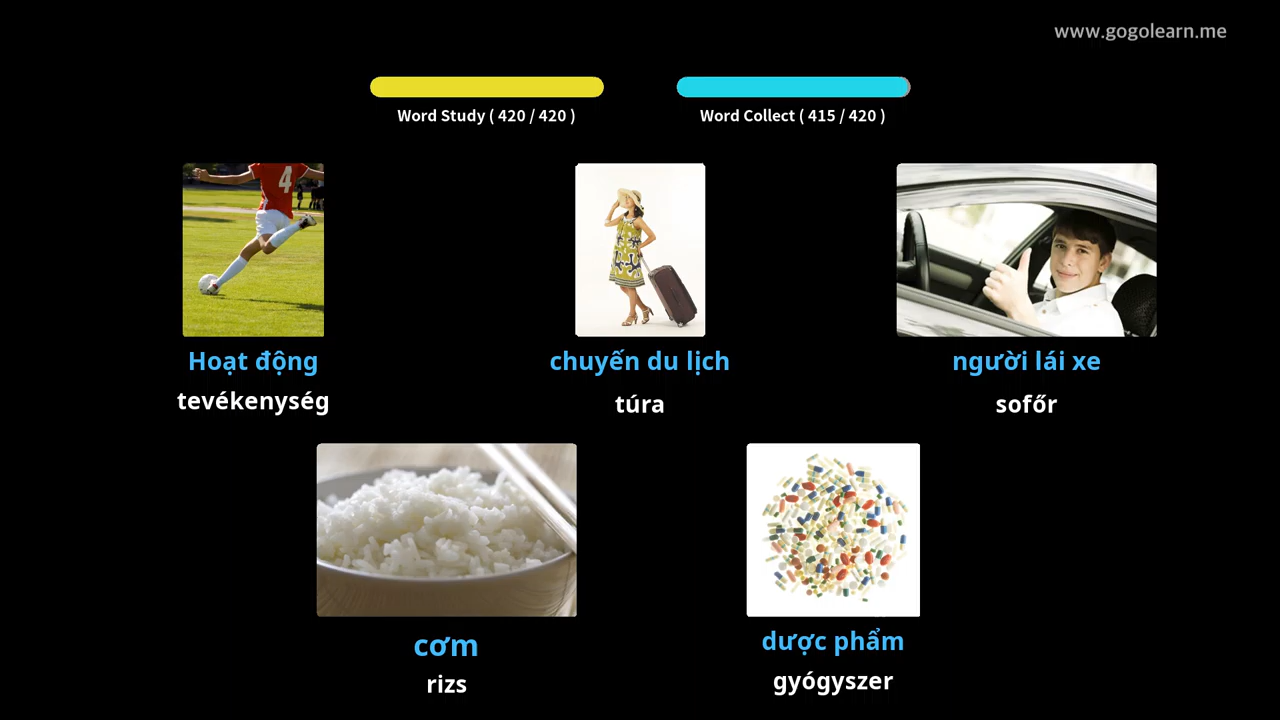 www.gogolearn.me
Word Study ( 420 / 420 )
Word Collect ( 415 / 420 )
4
Hoạt động
tevékenység
chuyến du lịch
túra
người lái xe
sofőr
cơm
rizs
dược phẩm
gyógyszer